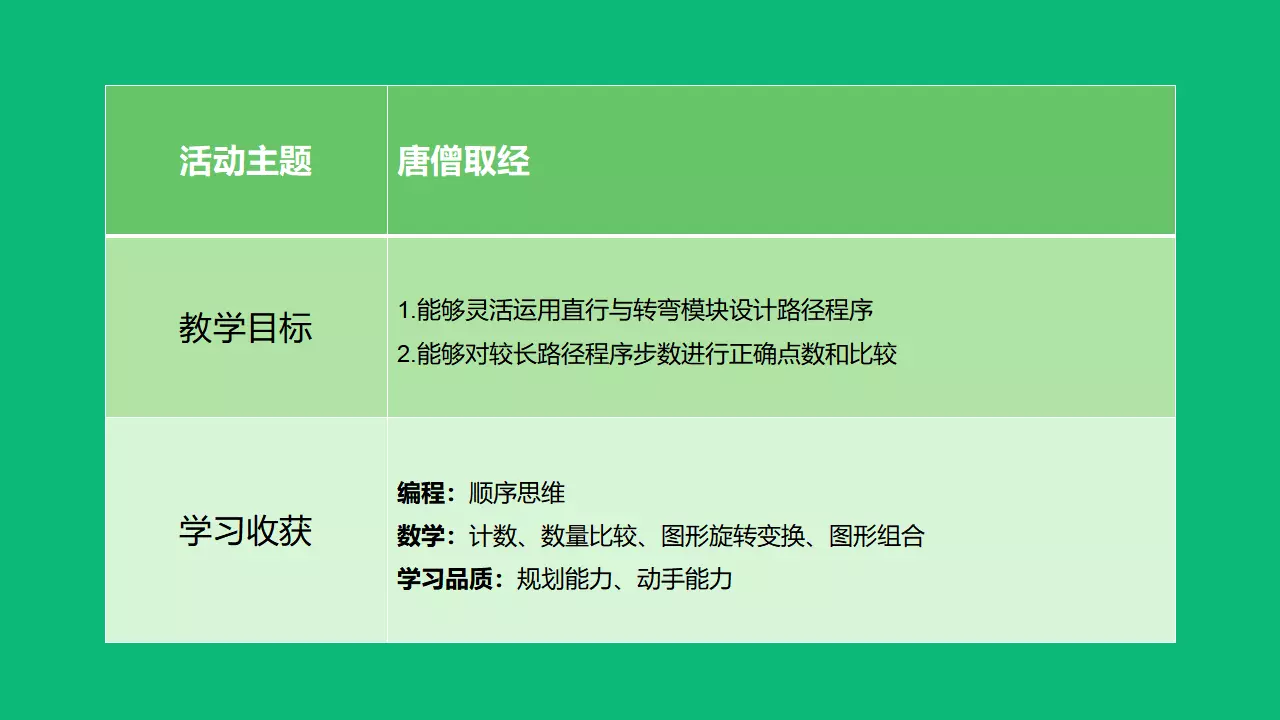 活动主题
唐僧取经
教学目标
1.能够灵活运用直行与转弯模块设计路径程序
2.能够对较长路径程序步数进行正确点数和比较
学习收获
编程：顺序思维
数学：计数、数量比较、图形旋转变换、图形组合
学习品质：规划能力、动手能力